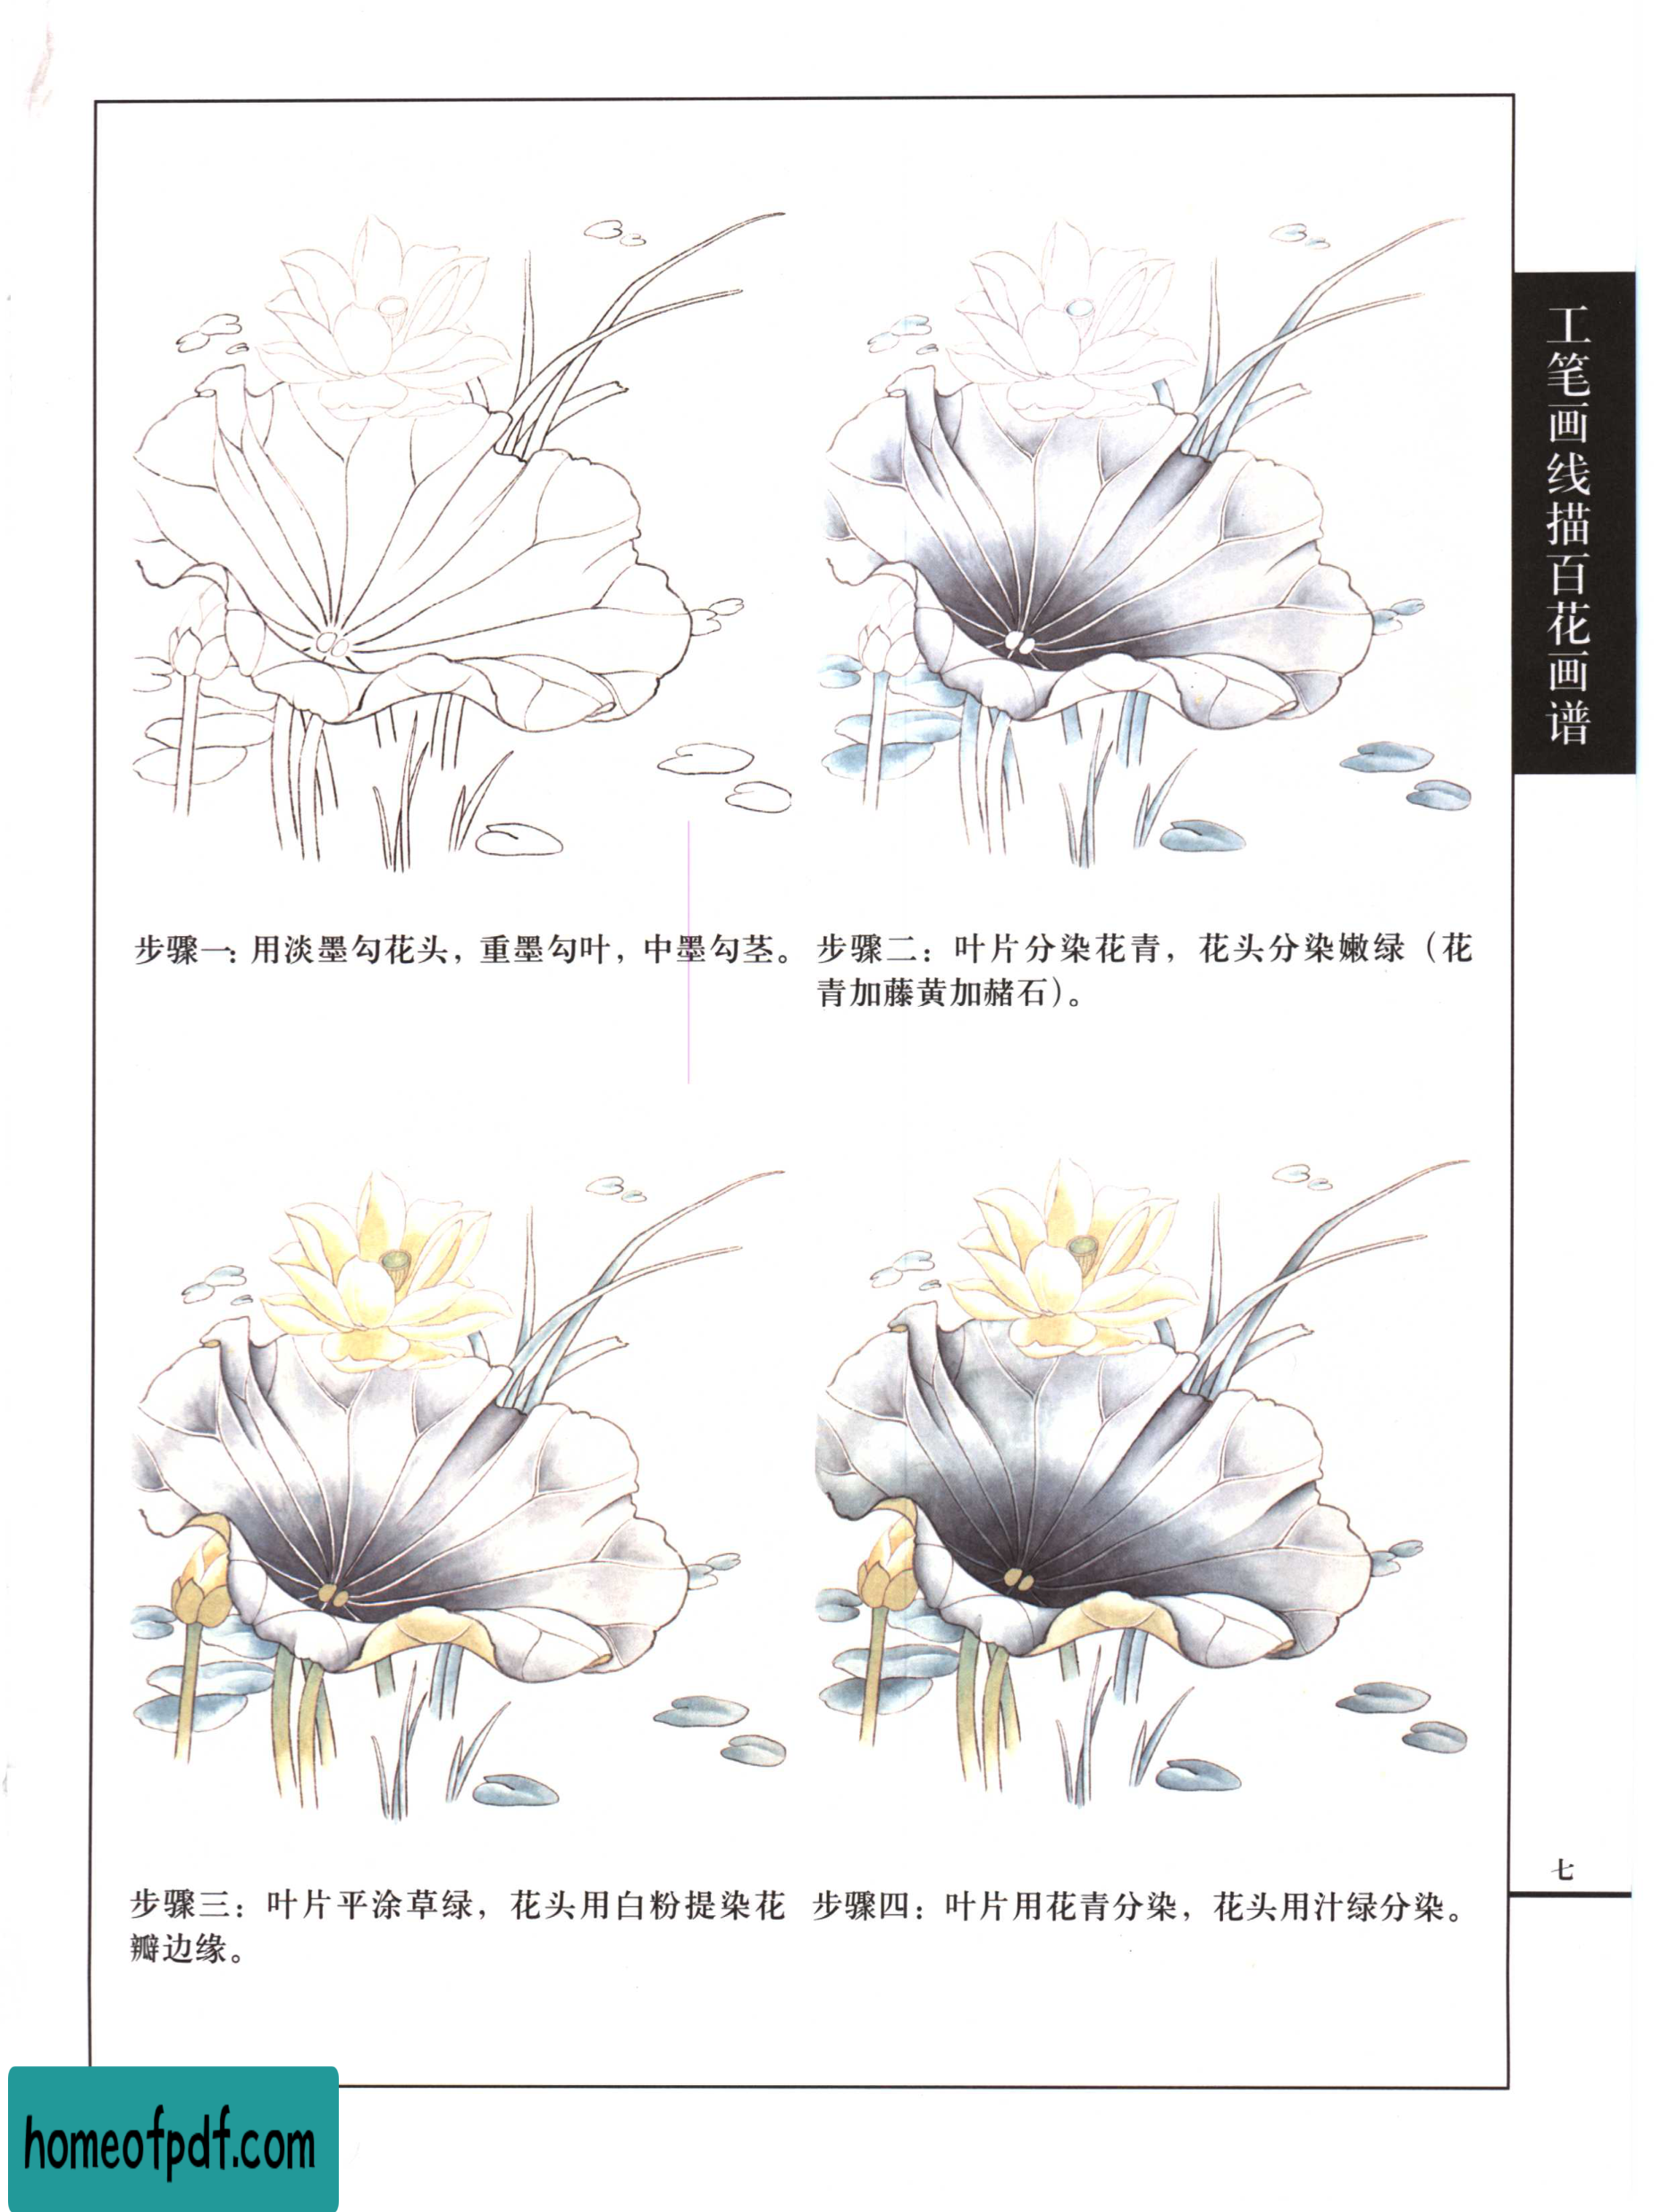 工笔画线描百花画谱
步骤一：用淡墨勾花头，重墨勾叶，中墨勾茎。
步骤二：叶片分染花青，花头分染嫩绿（花
青加藤黄加赭石）。
步骤三：叶片平涂草绿，花头用白粉提染花
瓣边缘。
步骤四：叶片用花青分染，花头用汁绿分染。
七
homeofpdf.com